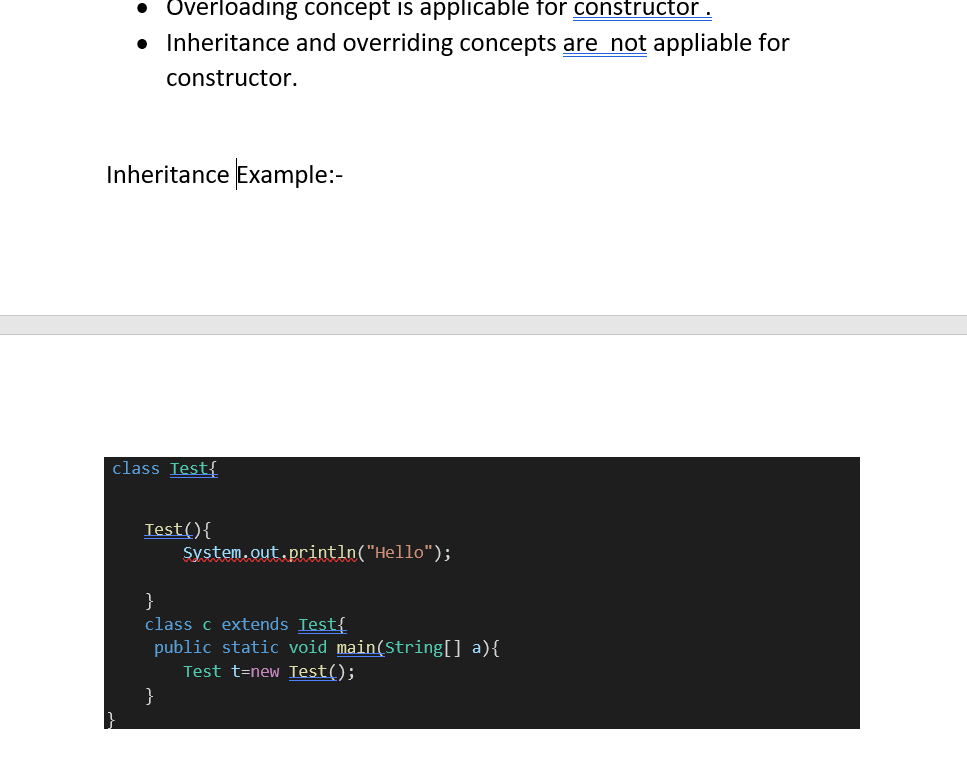 • Overloading concept is applicable for constructor .
• Inheritance and overriding concepts are  not appliable for
constructor.
Inheritance Example:-
class Test{
Test(){
System.out.println("Hello");
}
class c extends Test{
public static void main(String[] a){
Test t=new Test();
}
}